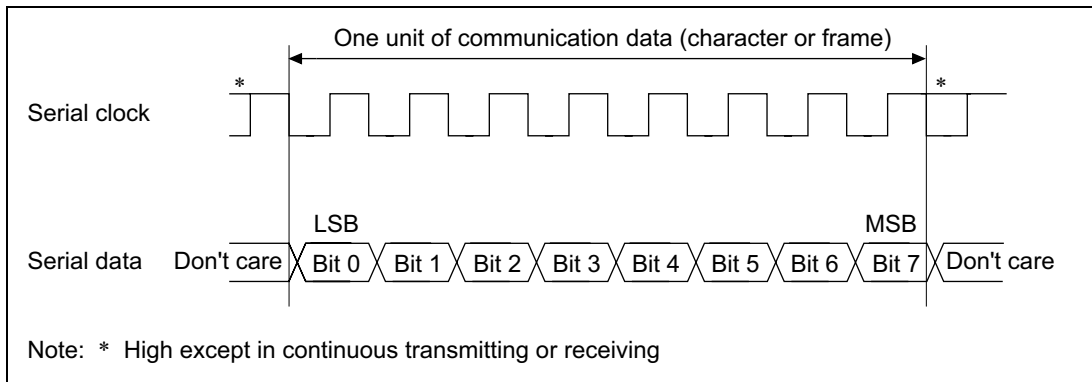 One unit of communication data (character or frame)
* *
Serial clock
LSB MSB
Serial data Don't care Bit 0 Bit 1 Bit 2 Bit 3 Bit 4 Bit 5 Bit 6 Bit 7 Don't care
Note: * High except in continuous transmitting or receiving